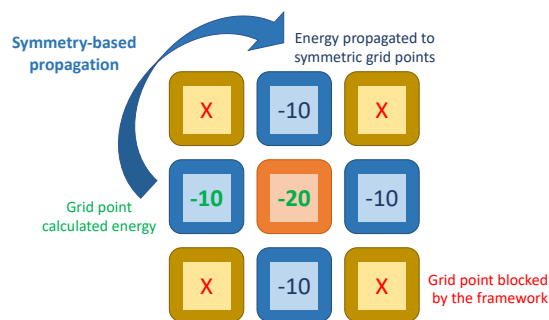 Symmetry-based
propagation
Energy propagated to
symmetric grid points
X -10 X
-10 -20 -10
Grid point
calculated energy
X -10 X
Grid point blocked
by the framework